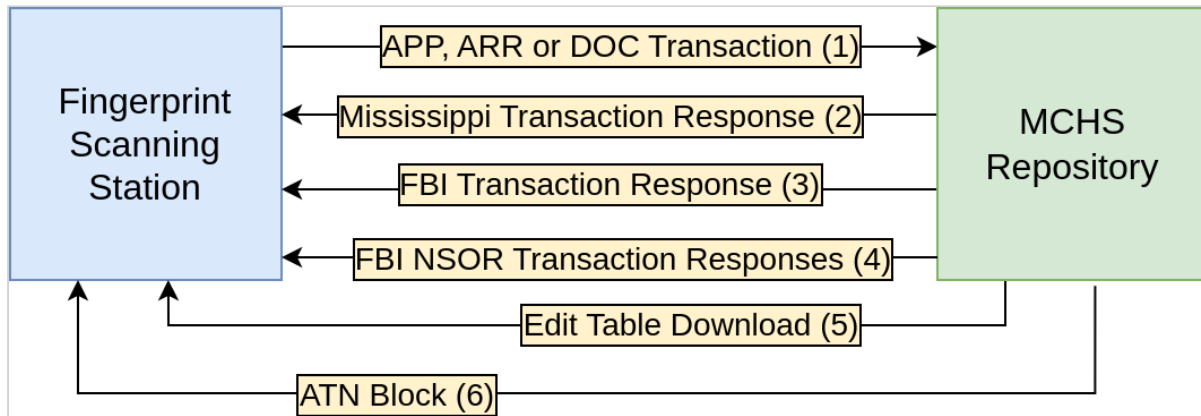 Fingerprint
Scanning
Station
APP, ARR or DOC Transaction (1)
Mississippi Transaction Response (2)
FBI Transaction Response (3)
FBI NSOR Transaction Responses (4)
Edit Table Download (5)
ATN Block (6)
MCHS
Repository